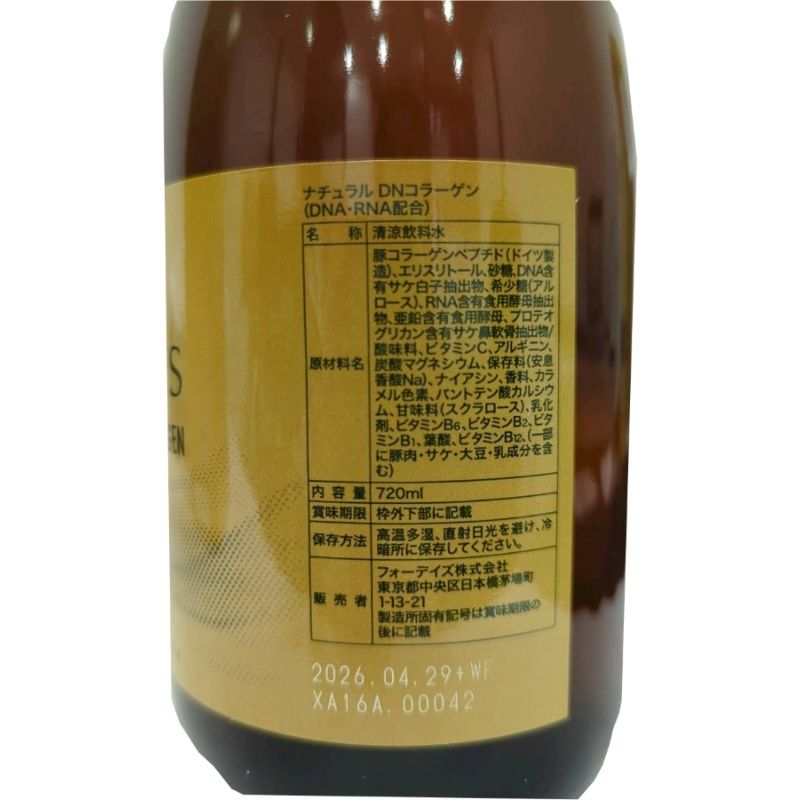 ナチュラル DNコラーゲン
(DNA・RNA配合)
名 称 清涼飲料水
原材料名
豚コラーゲンペプチド(ドイツ製
造)、エリスリトール、砂糖、DNA含
有サケ白子抽出物、希少糖(アル
ロース)、RNA含有食用酵母抽出
物、亜鉛含有食用酵母、プロテオ
グリカン含有サケ鼻軟骨抽出物/
酸味料、ビタミンC、アルギニン、
炭酸マグネシウム、保存料(安息
香酸Na)、ナイアシン、香料、カラ
メル色素、パントテン酸カルシウ
ム、甘味料(スクラロース)、乳化
剤、ビタミンB6、ビタミンB2、ビタ
ミンB1、葉酸、ビタミンB12、(一部
に豚肉・サケ・大豆・乳成分を含
む)
内容量 720ml
賞味期限 枠外下部に記載
保存方法
高温多湿、直射日光を避け、冷
暗所に保存してください。
販売者
フォーデイズ株式会社
東京都中央区日本橋茅場町
1-13-21
製造所固有記号は賞味期限の
後に記載
2026.04.29+WF
XA16A.00042
S
GEN